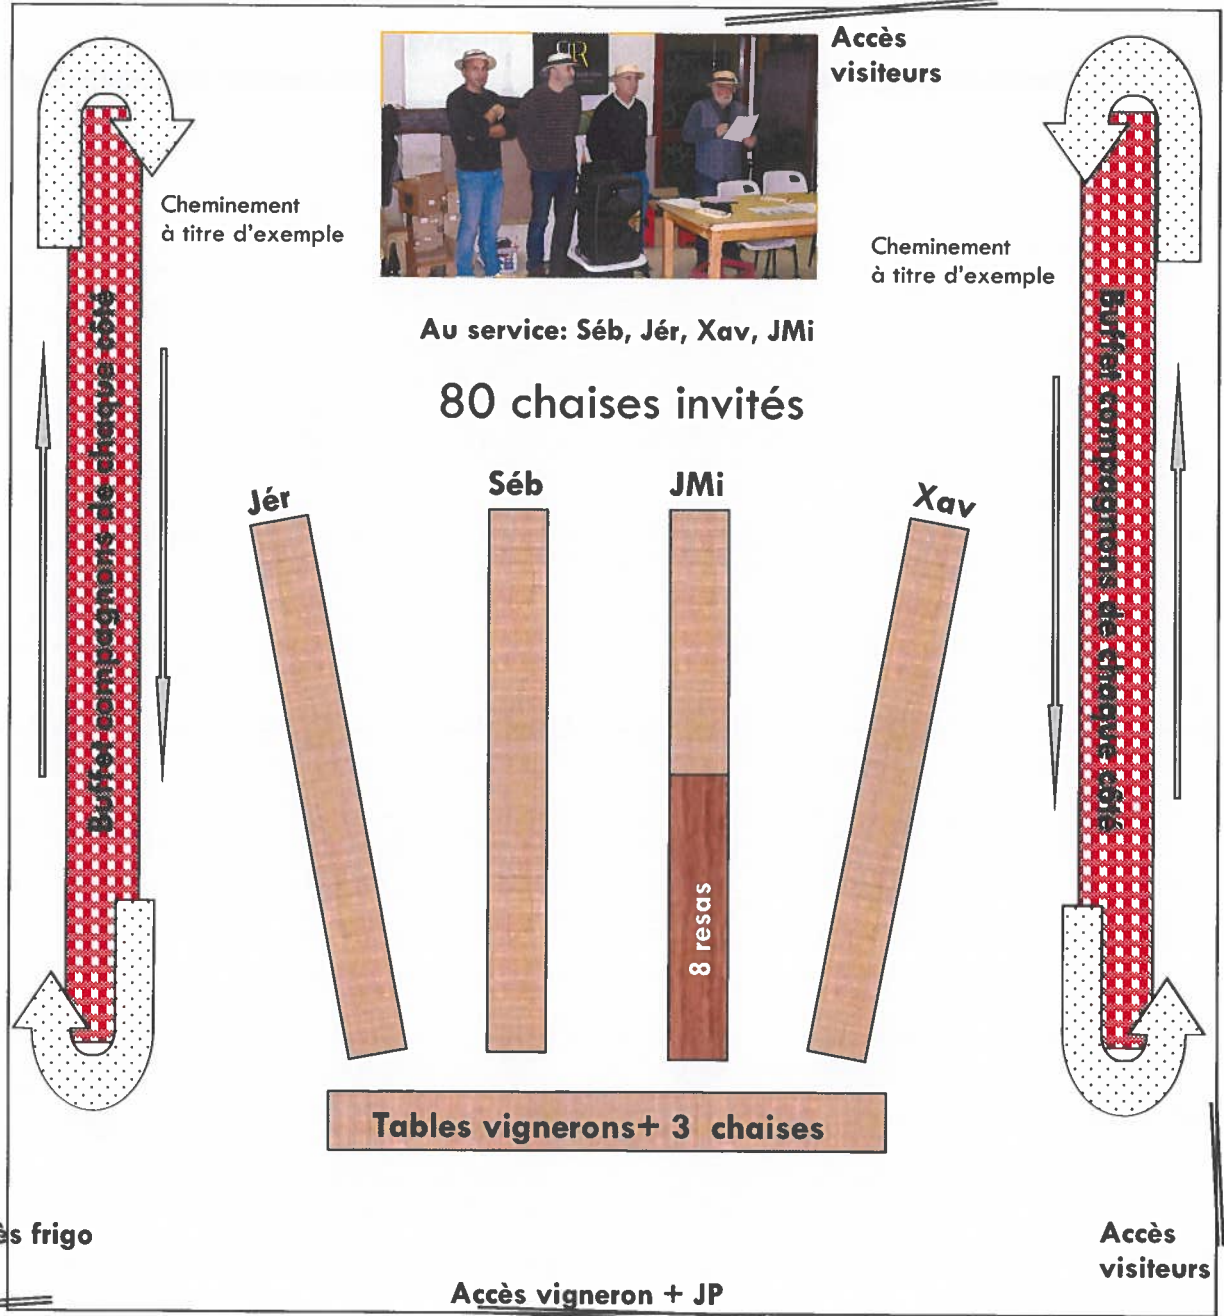 Accès
visiteurs
Cheminement
à titre d'exemple
Cheminement
à titre d'exemple
Au service: Séb, Jér, Xav, JMi
80 chaises invités
Jér
Séb
JMi
Xav
Buffet compagnons de chaque côté
Buffet compagnons de chaque côté
8 resas
Tables vignerons+ 3 chaises
ès frigo
Accès
visiteurs
Accès vigneron + JP